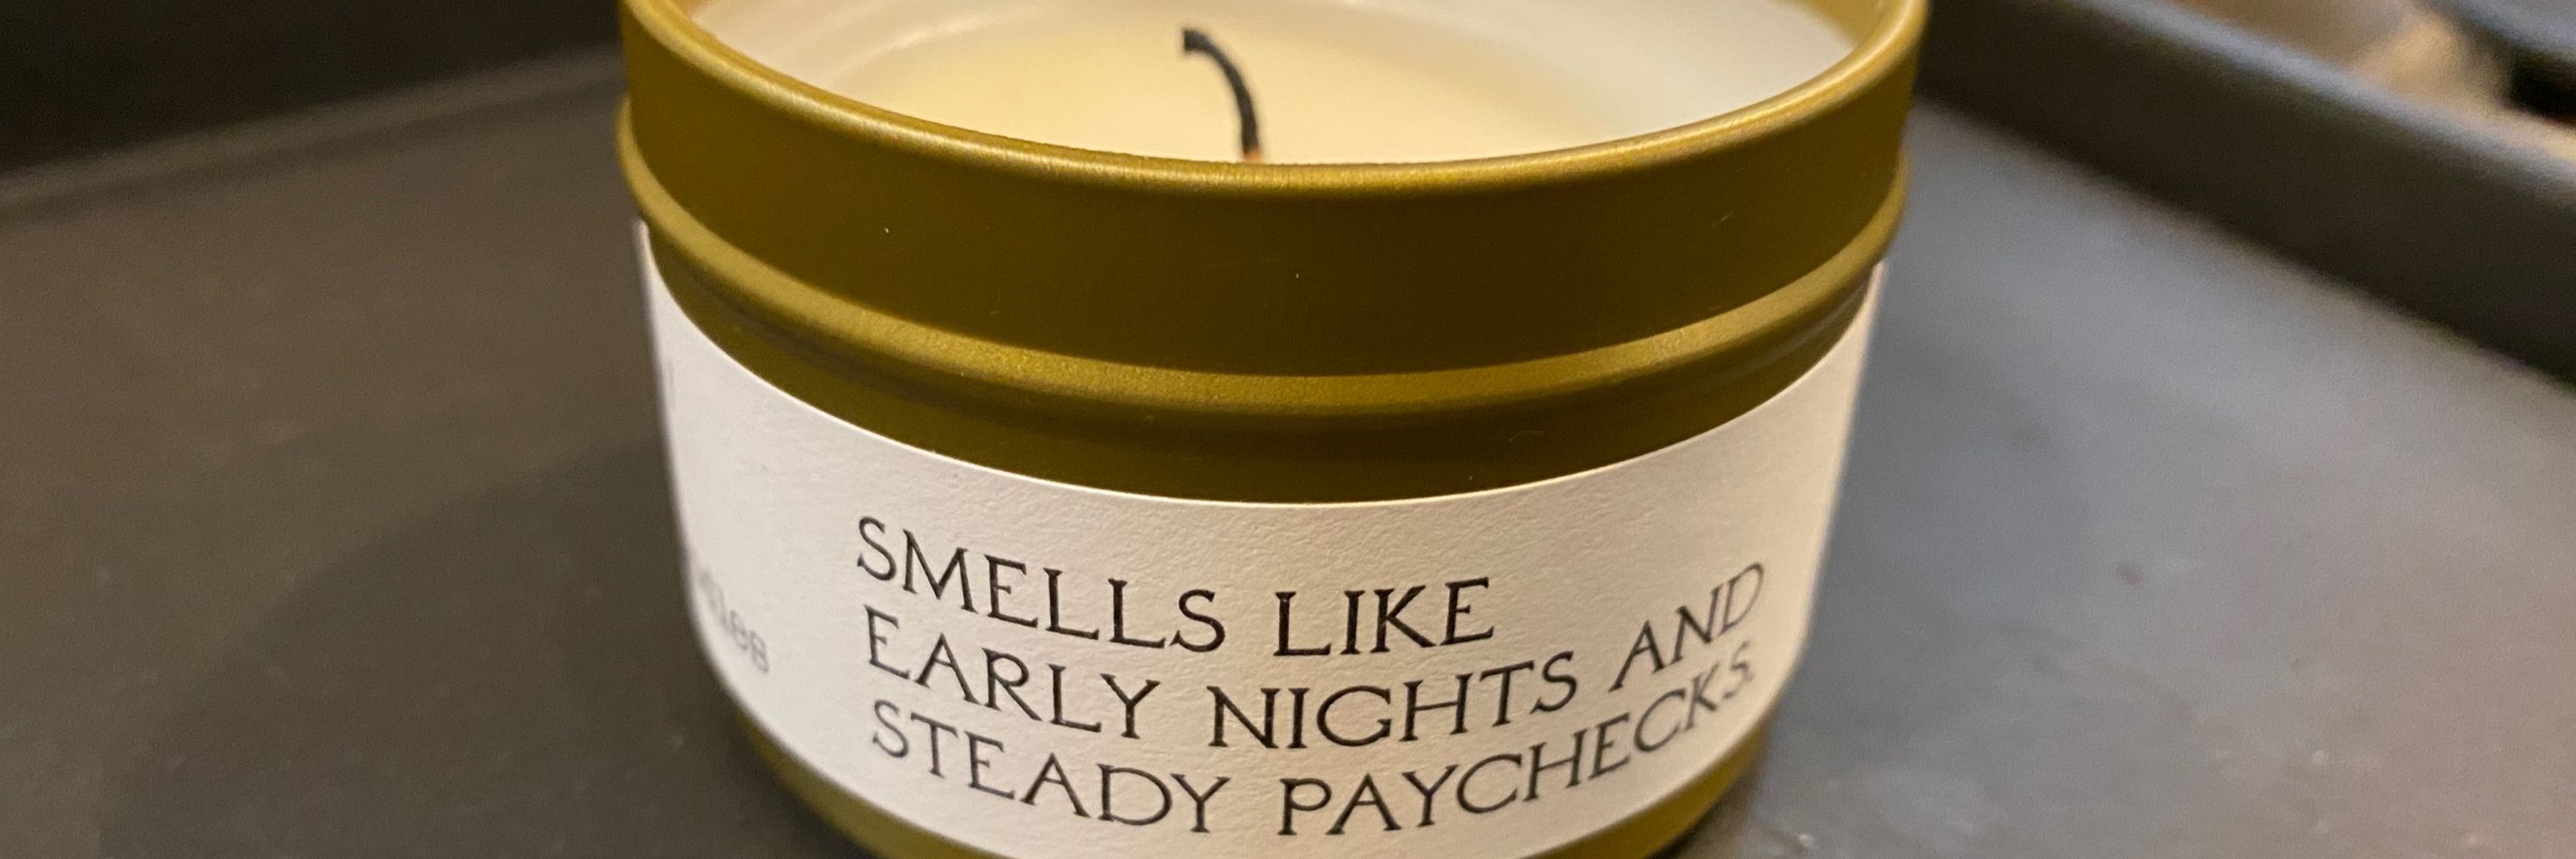 SMELLS LIKE
EARLY NIGHTS AND
STEADY PAYCHECKS.